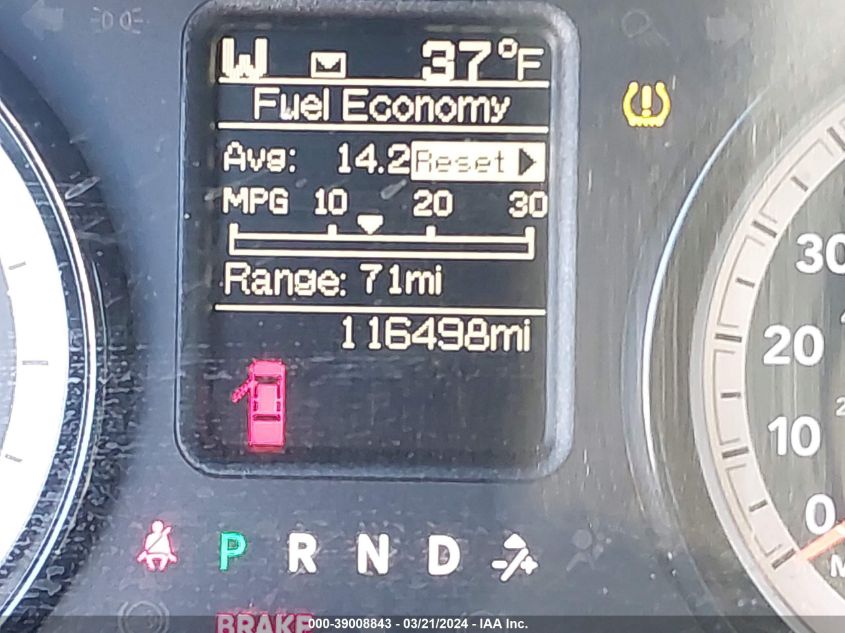 W 37°F
Fuel Economy
Avg: 14.2 Reset
MPG 10 20 30
Range: 71mi
116498mi
30
20
10
0
P R N D
BRAKE
000-39008843 - 03/21/2024 - IAA Inc.